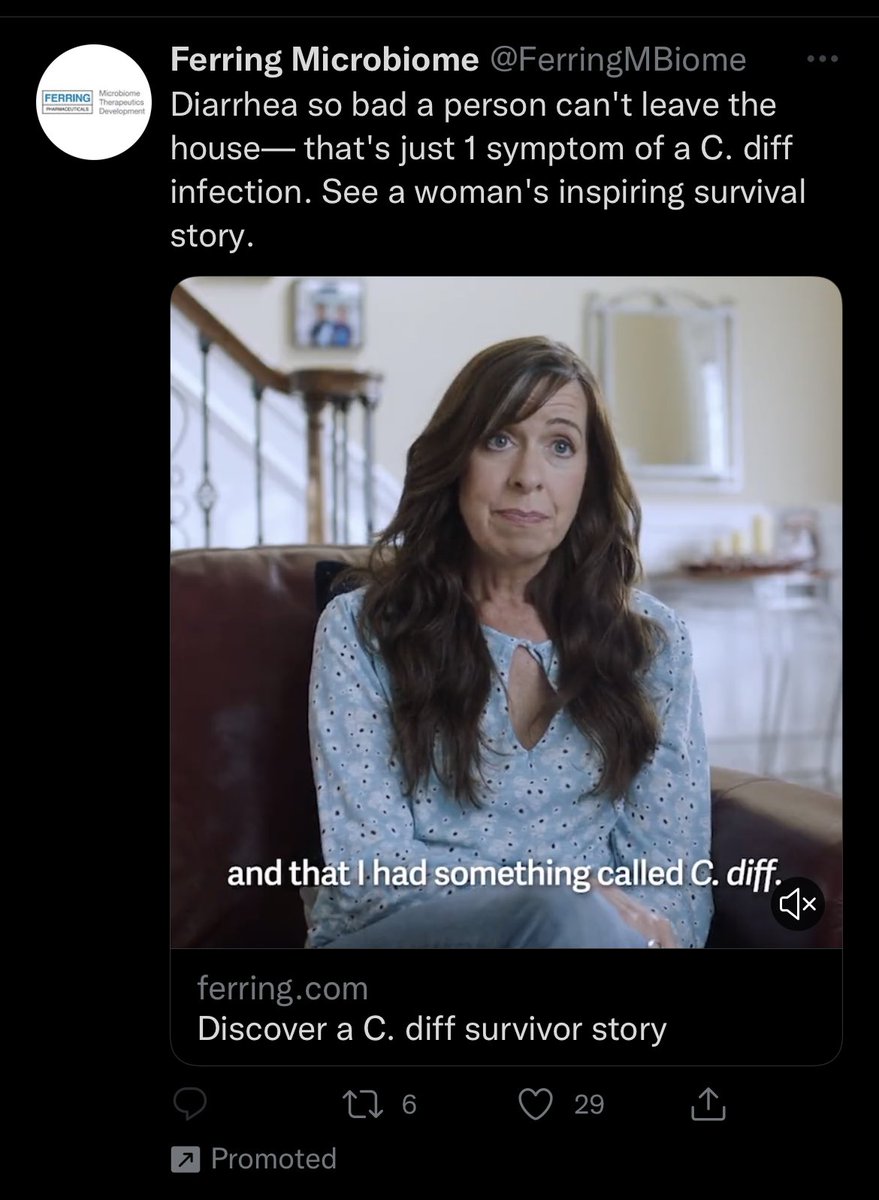 Ferring Microbiome @FerringMBiome
FERRING
PHARMACEUTICALS
Microbiome
Therapeutics
Development
Diarrhea so bad a person can't leave the
house— that's just 1 symptom of a C. diff
infection. See a woman's inspiring survival
story.
and that I had something called C. diff.
ferring.com
Discover a C. diff survivor story
6
29
Promoted